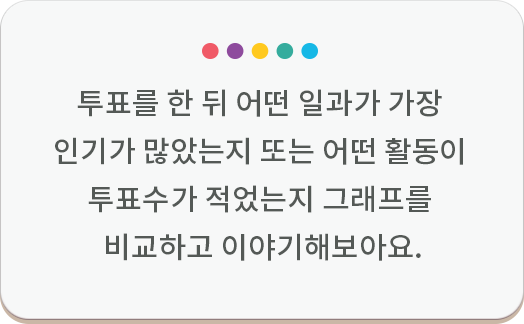 투표를 한 뒤 어떤 일과가 가장
인기가 많았는지 또는 어떤 활동이
투표수가 적었는지 그래프를
비교하고 이야기해보아요.